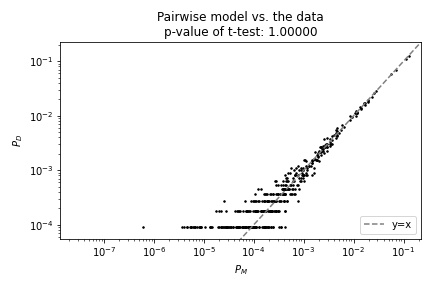 Pairwise model vs. the data
p-value of t-test: 1.00000
P_D
10⁻¹
10⁻²
10⁻³
10⁻⁴
y=x
10⁻⁷ 10⁻⁶ 10⁻⁵ 10⁻⁴ 10⁻³ 10⁻² 10⁻¹
P_M